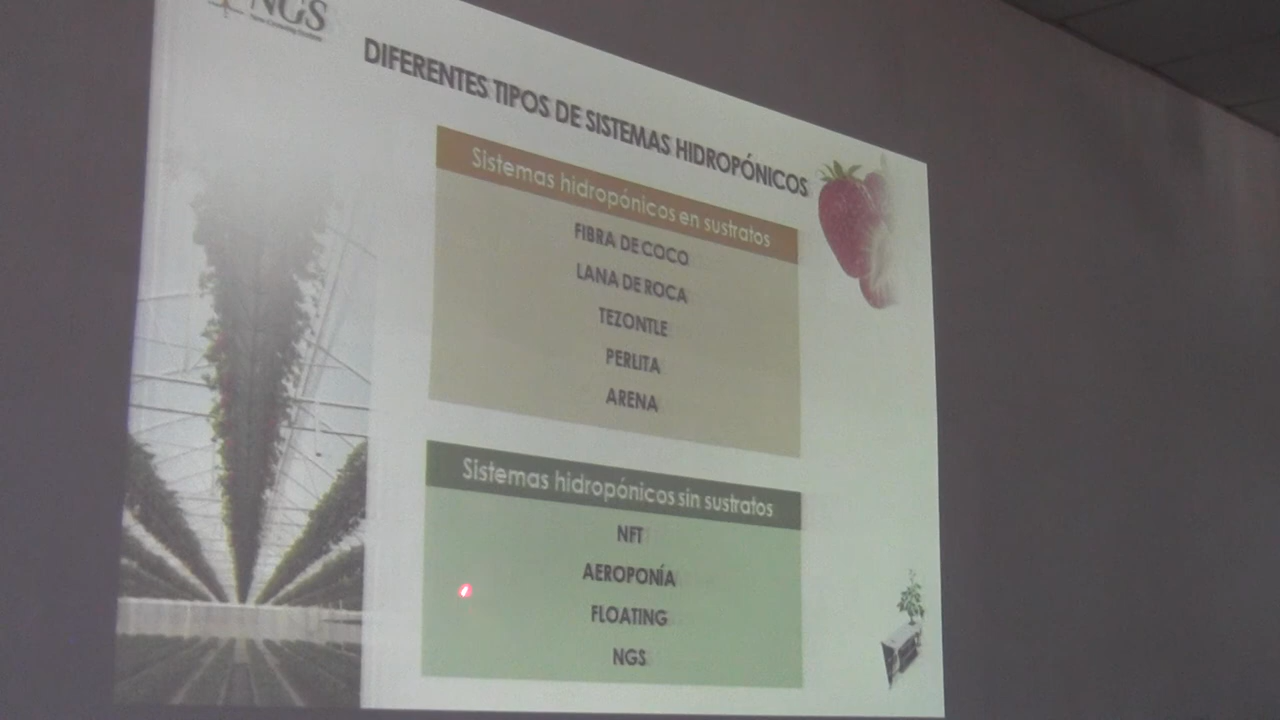 NGS
DIFERENTES TIPOS DE SISTEMAS HIDROPÓNICOS
Sistemas hidropónicos en sustratos
FIBRA DE COCO
LANA DE ROCA
TEZONTLE
PERLITA
ARENA
Sistemas hidropónicos sin sustratos
NFT
AEROPONÍA
FLOATING
NGS